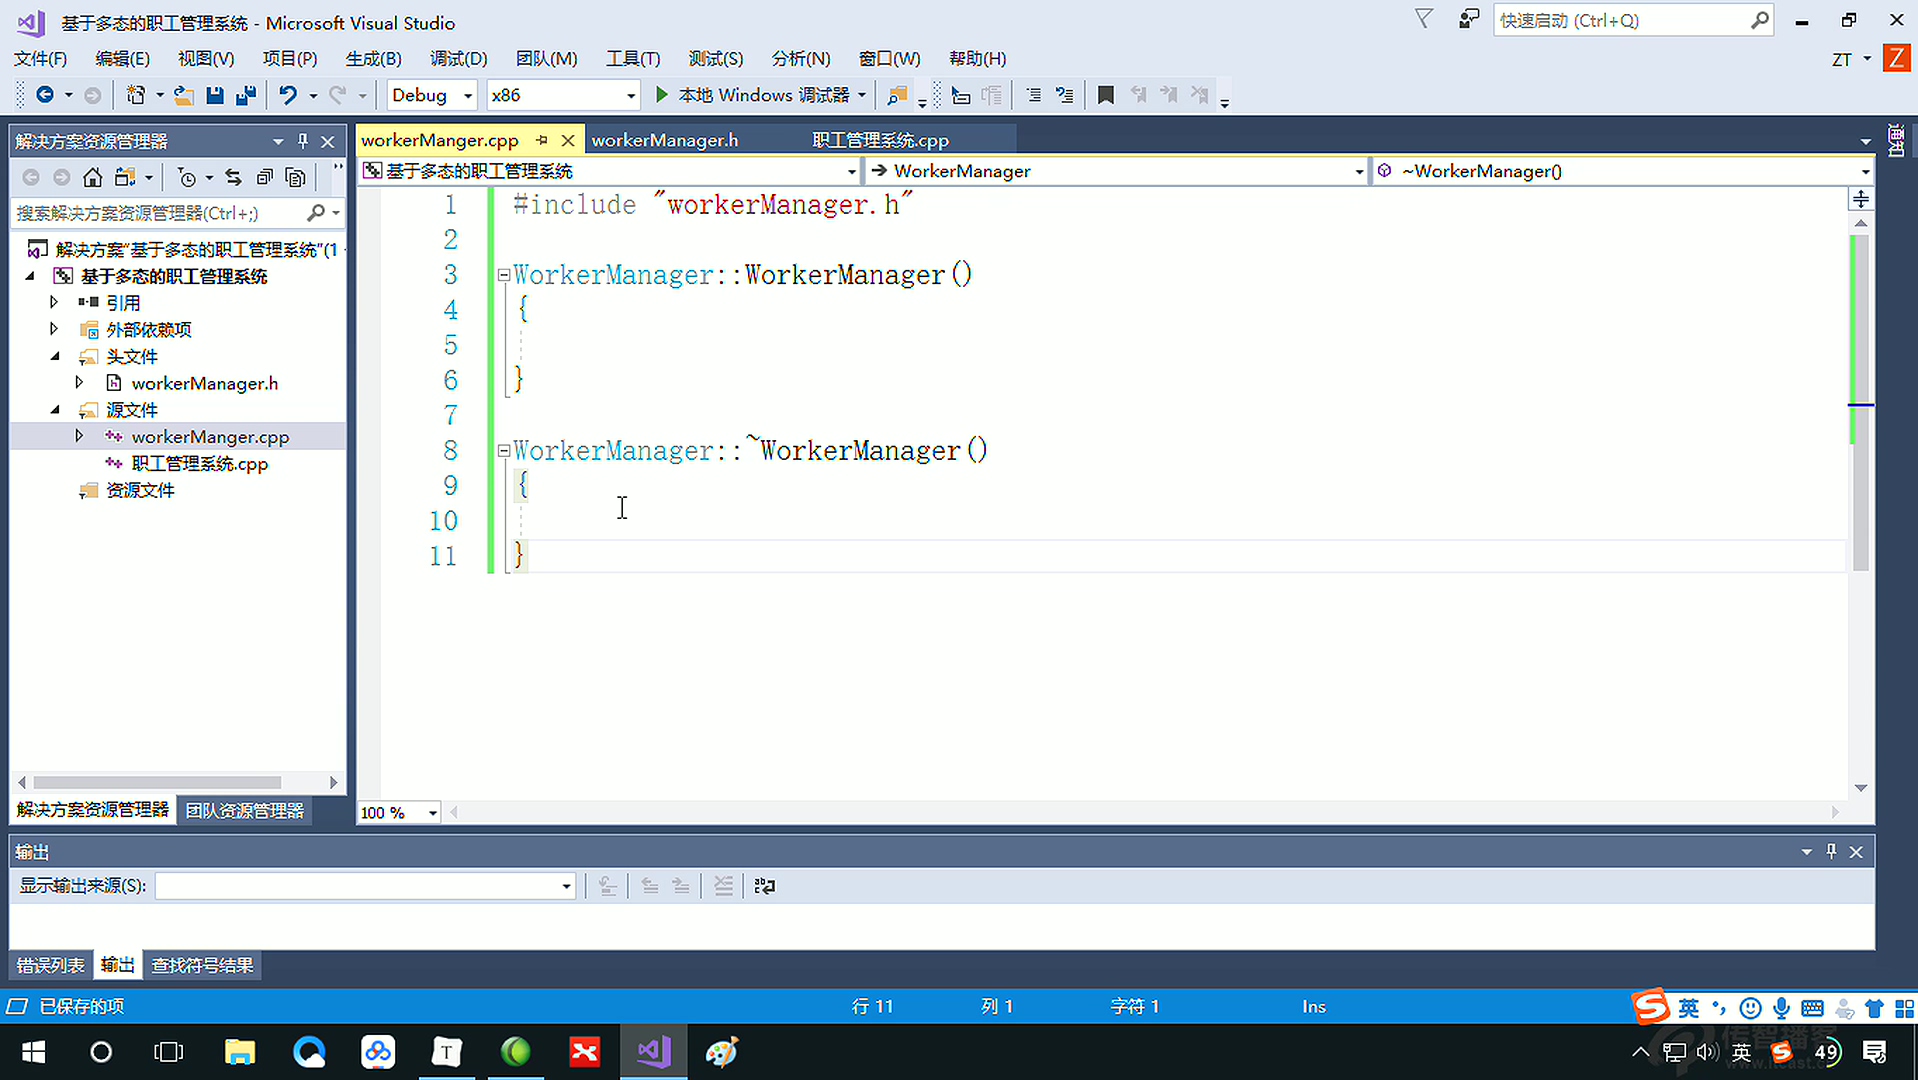 基于多态的职工管理系统 - Microsoft Visual Studio
快速启动 (Ctrl+Q)
文件(F) 编辑(E) 视图(V) 项目(P) 生成(B) 调试(D) 团队(M) 工具(T) 测试(S) 分析(N) 窗口(W) 帮助(H)
ZT
Z
Debug x86 本地 Windows 调试器
解决方案资源管理器
workerManger.cpp workerManager.h 职工管理系统.cpp
通知
基于多态的职工管理系统 WorkerManager ~WorkerManager()
搜索解决方案资源管理器(Ctrl+;)
解决方案"基于多态的职工管理系统"(1
基于多态的职工管理系统
引用
外部依赖项
头文件
workerManager.h
源文件
workerManger.cpp
职工管理系统.cpp
资源文件
1 #include "workerManager.h"
2
3 WorkerManager::WorkerManager()
4 {
5
6 }
7
8 WorkerManager::~WorkerManager()
9 {
10
11 }
解决方案资源管理器 团队资源管理器
100 %
输出
显示输出来源(S):
错误列表 输出 查找符号结果
已保存的项 行 11 列 1 字符 1 Ins
英
T
英
49
传智播客